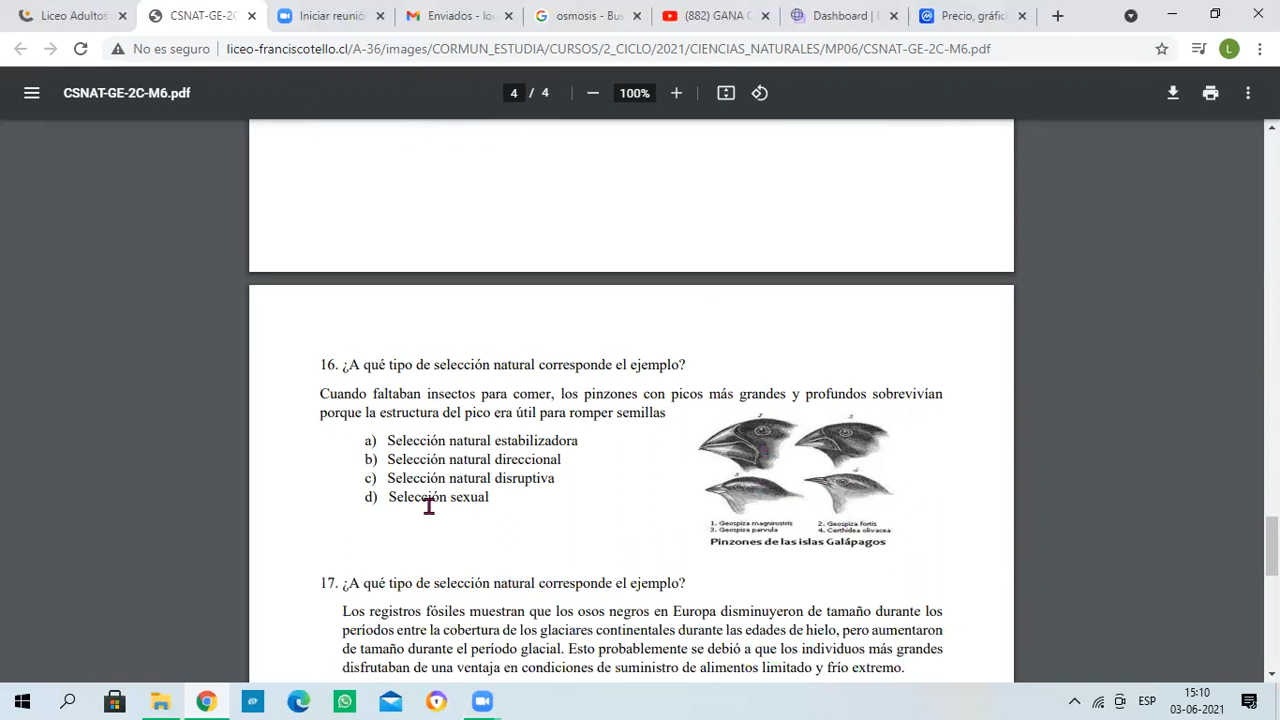 Liceo Adultos
CSNAT-GE-2C
Iniciar reunió
Enviados - lo
osmosis - Bus
(882) GANA C
Dashboard | D
Precio, gráfic
No es seguro
liceo-franciscotello.cl/A-36/images/CORMUN_ESTUDIA/CURSOS/2_CICLO/2021/CIENCIAS_NATURALES/MP06/CSNAT-GE-2C-M6.pdf
L
CSNAT-GE-2C-M6.pdf
4 / 4
100%
16. ¿A qué tipo de selección natural corresponde el ejemplo?
Cuando faltaban insectos para comer, los pinzones con picos más grandes y profundos sobrevivían
porque la estructura del pico era útil para romper semillas
a) Selección natural estabilizadora
b) Selección natural direccional
c) Selección natural disruptiva
d) Selección sexual
1. Geospiza magnirostris 2. Geospiza fortis
3. Geospiza parvula 4. Certhidea olivacea
Pinzones de las islas Galápagos
17. ¿A qué tipo de selección natural corresponde el ejemplo?
Los registros fósiles muestran que los osos negros en Europa disminuyeron de tamaño durante los
períodos entre la cobertura de los glaciares continentales durante las edades de hielo, pero aumentaron
de tamaño durante el período glacial. Esto probablemente se debió a que los individuos más grandes
disfrutaban de una ventaja en condiciones de suministro de alimentos limitado y frío extremo.
ESP
15:10
03-06-2021